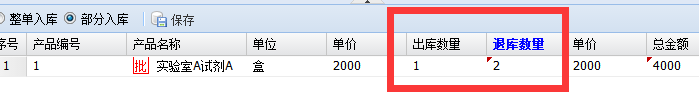 整单入库 部分入库 保存
序号 产品编号 产品名称 单位 单价 出库数量 退库数量 单价 总金额
1 1 批 实验室A试剂A 盒 2000 1 2 2000 4000